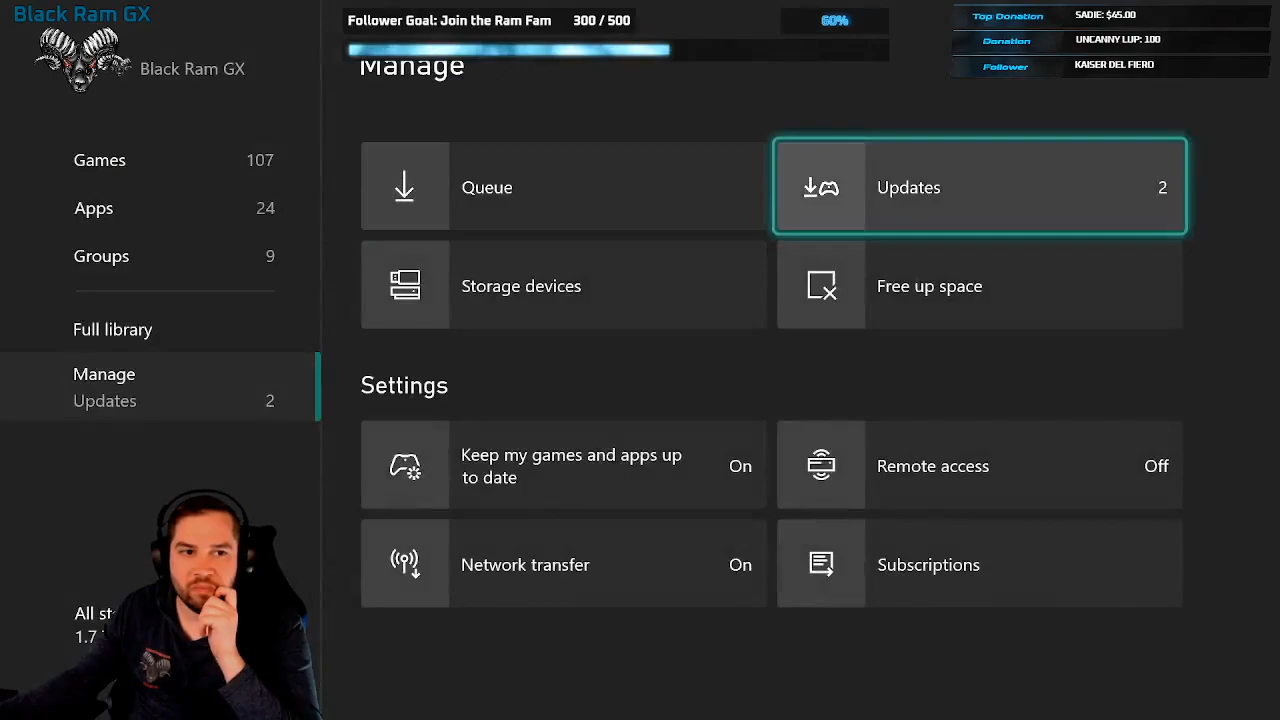 Black Ram GX
Black Ram GX
Follower Goal: Join the Ram Fam 300 / 500
60%
Top Donation SADIE: $45.00
Donation UNCANNY LUP: 100
Follower KAISER DEL FIERO
Manage
Games 107
Apps 24
Groups 9
Full library
Manage
Updates 2
Queue
Updates 2
Storage devices
Free up space
Settings
Keep my games and apps up
to date
On
Remote access Off
Network transfer On
Subscriptions
All
1.7